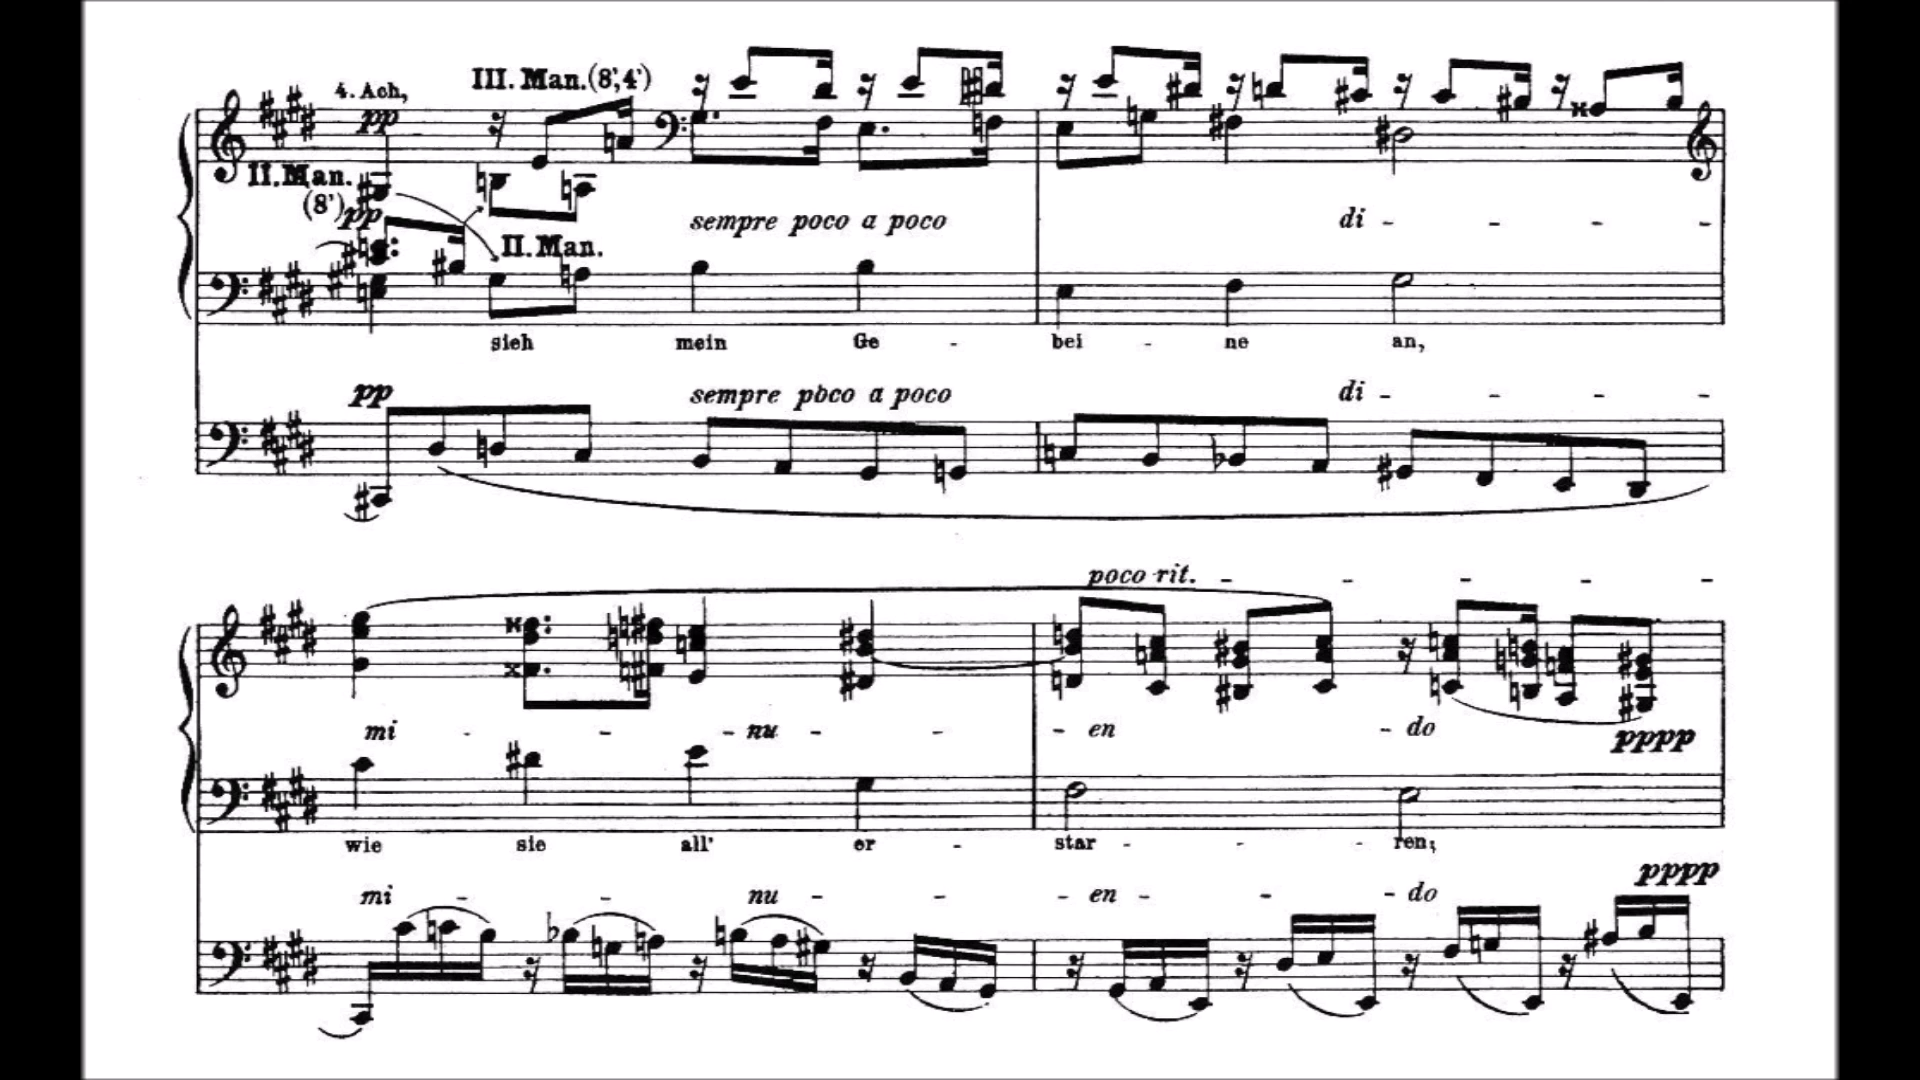 4. Ach,
III. Man. (8', 4')
pp
II. Man.
(8') pp
II. Man.
sempre poco a poco di - - - -
sieh mein Ge - bei - ne an,
pp sempre poco a poco di - - - -
poco rit. - - - - -
mi - - - nu - - - en - do
pppp
wie sie all' er - star - - - ren;
pppp
mi - - nu - - - en - - - do